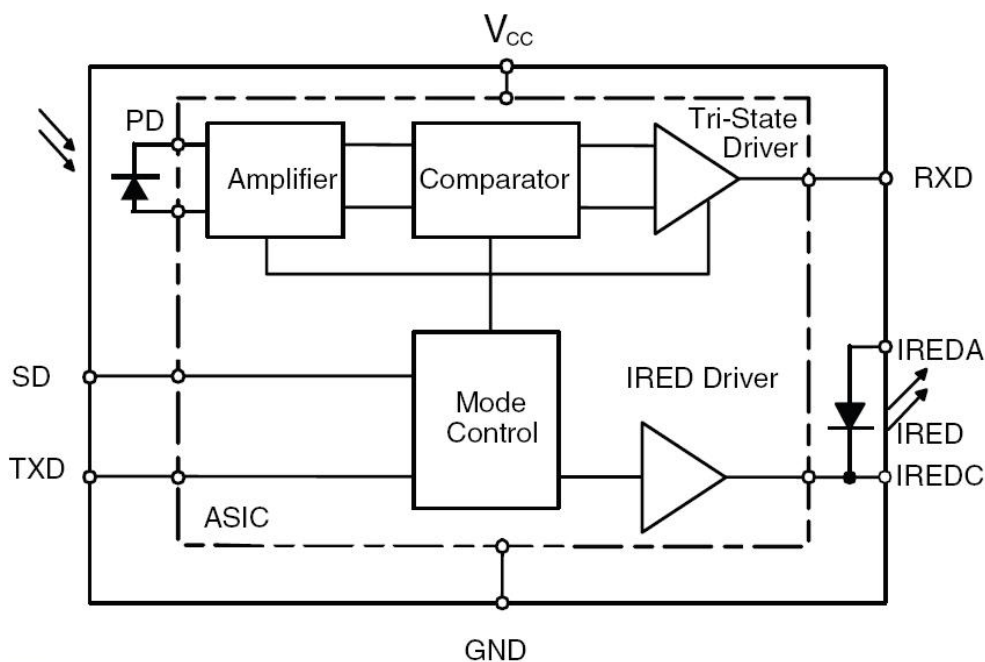 VCC
PD
Tri-State
Driver
Amplifier
Comparator
RXD
IREDA
SD
IRED Driver
Mode
Control
IRED
TXD
IREDC
ASIC
GND